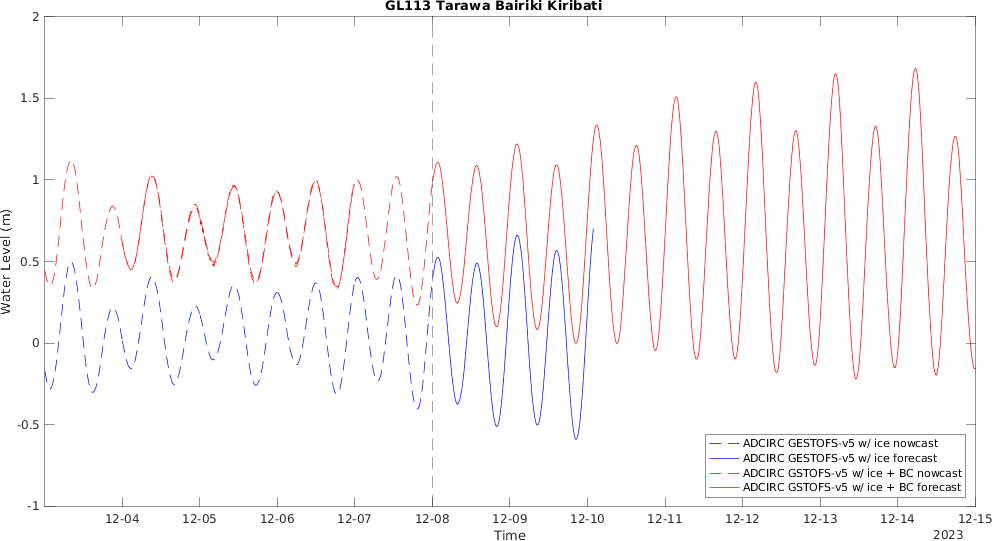 GL113 Tarawa Bairiki Kiribati
Water Level (m)
2
1.5
1
0.5
0
-0.5
-1
ADCIRC GESTOFS-v5 w/ ice nowcast
ADCIRC GESTOFS-v5 w/ ice forecast
ADCIRC GSTOFS-v5 w/ ice + BC nowcast
ADCIRC GSTOFS-v5 w/ ice + BC forecast
12-04 12-05 12-06 12-07 12-08 12-09 12-10 12-11 12-12 12-13 12-14 12-15
Time
2023